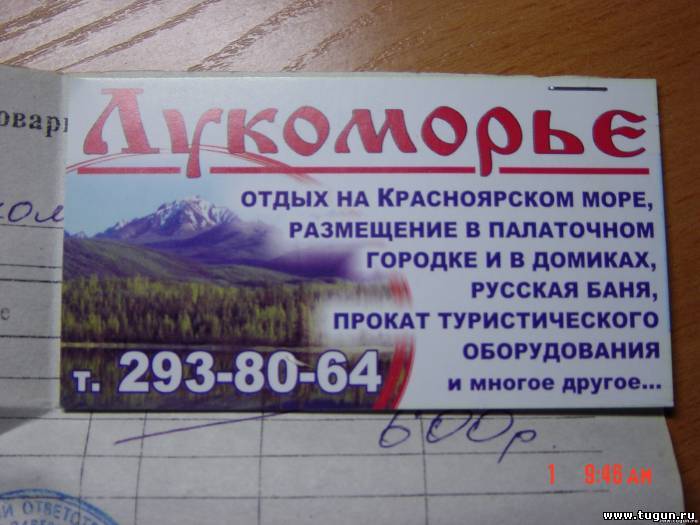 Лукоморье
отдых на Красноярском море,
размещение в палаточном
городке и в домиках,
русская баня,
прокат туристического
оборудования
и многое другое...
т. 293-80-64
600р.
1 9:46 AM
www.tugun.ru